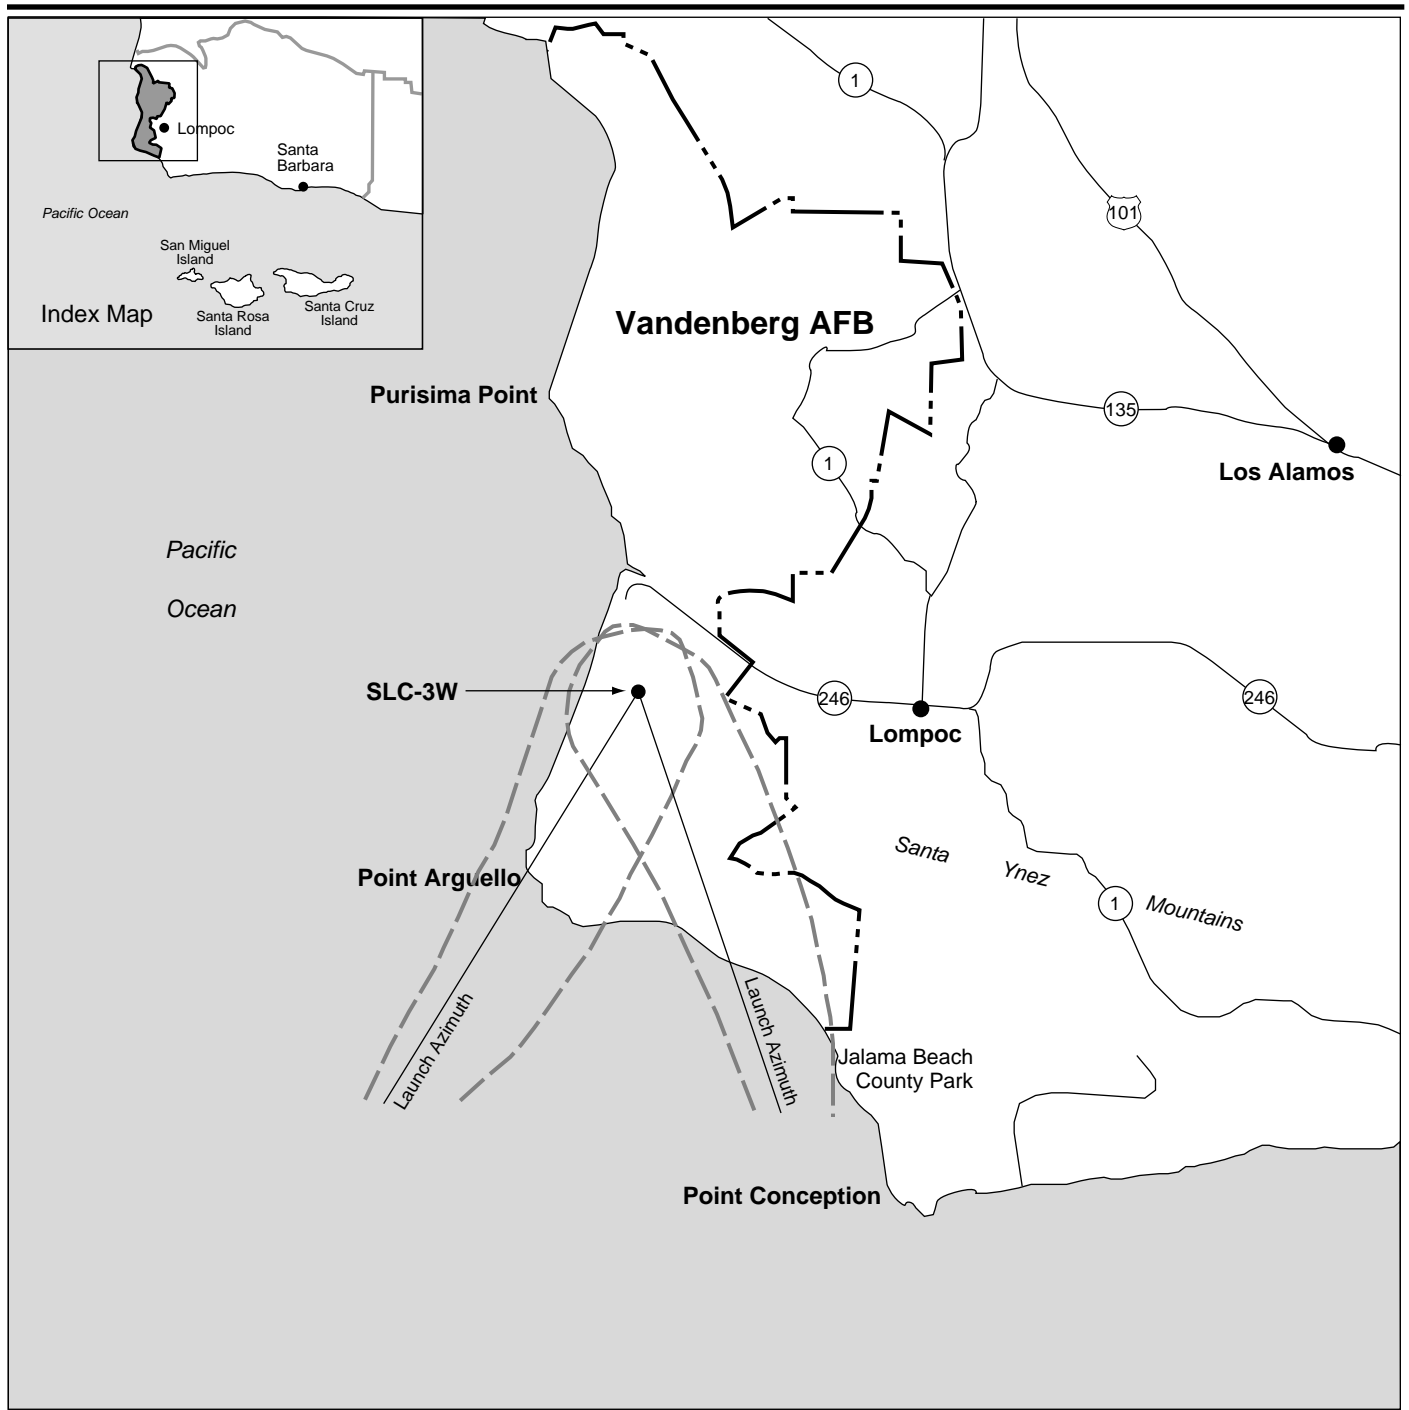 Lompoc
Santa
Barbara
Pacific Ocean
San Miguel
Island
Santa Rosa
Island
Santa Cruz
Island
Index Map
1
101
Vandenberg AFB
Purisima Point
135
1
Los Alamos
Pacific
Ocean
SLC-3W
246
246
Lompoc
Santa
Ynez
Mountains
Point Arguello
1
Launch Azimuth
Launch Azimuth
Jalama Beach
County Park
Point Conception